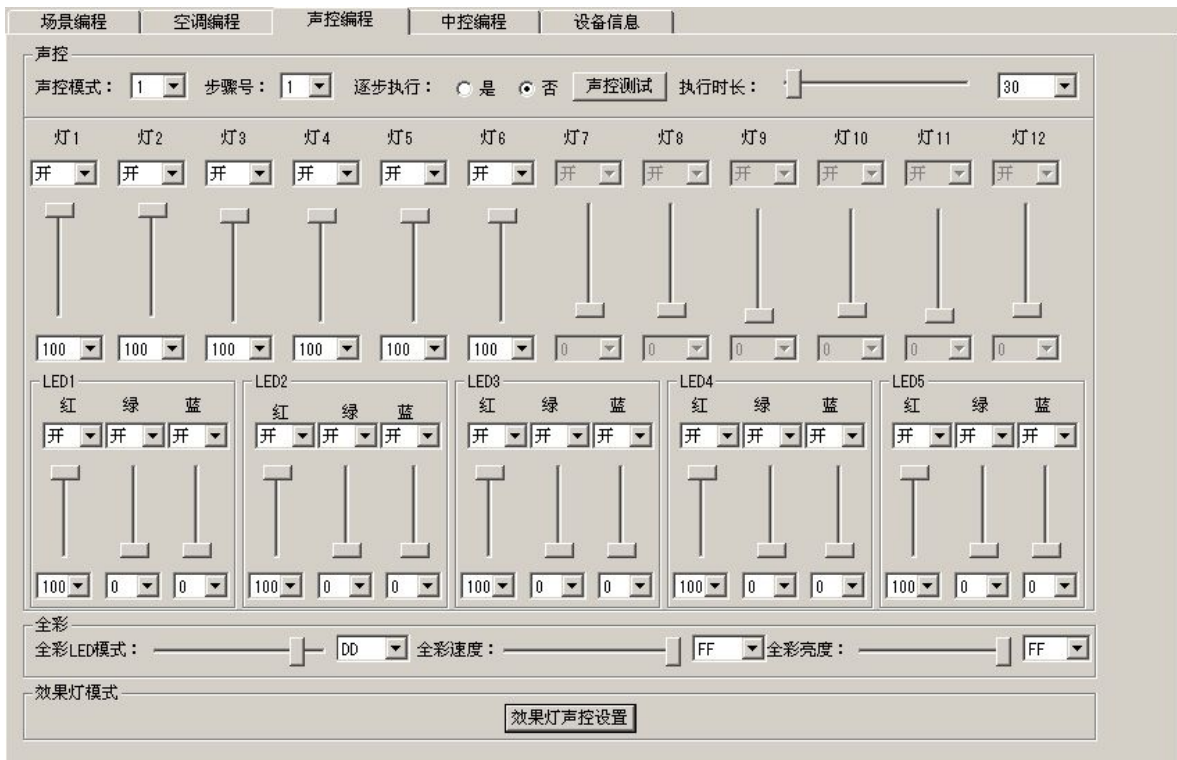 场景编程 空调编程 声控编程 中控编程 设备信息
声控
声控模式： 1 步骤号： 1 逐步执行： 是 否 声控测试 执行时长： 30
灯1 灯2 灯3 灯4 灯5 灯6 灯7 灯8 灯9 灯10 灯11 灯12
开 开 开 开 开 开 开 开 开 开 开 开
100 100 100 100 100 100 0 0 0 0 0 0
LED1 LED2 LED3 LED4 LED5
红 绿 蓝 红 绿 蓝 红 绿 蓝 红 绿 蓝 红 绿 蓝
开 开 开 开 开 开 开 开 开 开 开 开 开 开 开
100 0 0 100 0 0 100 0 0 100 0 0 100 0 0
全彩
全彩LED模式： DD 全彩速度： FF 全彩亮度： FF
效果灯模式
效果灯声控设置